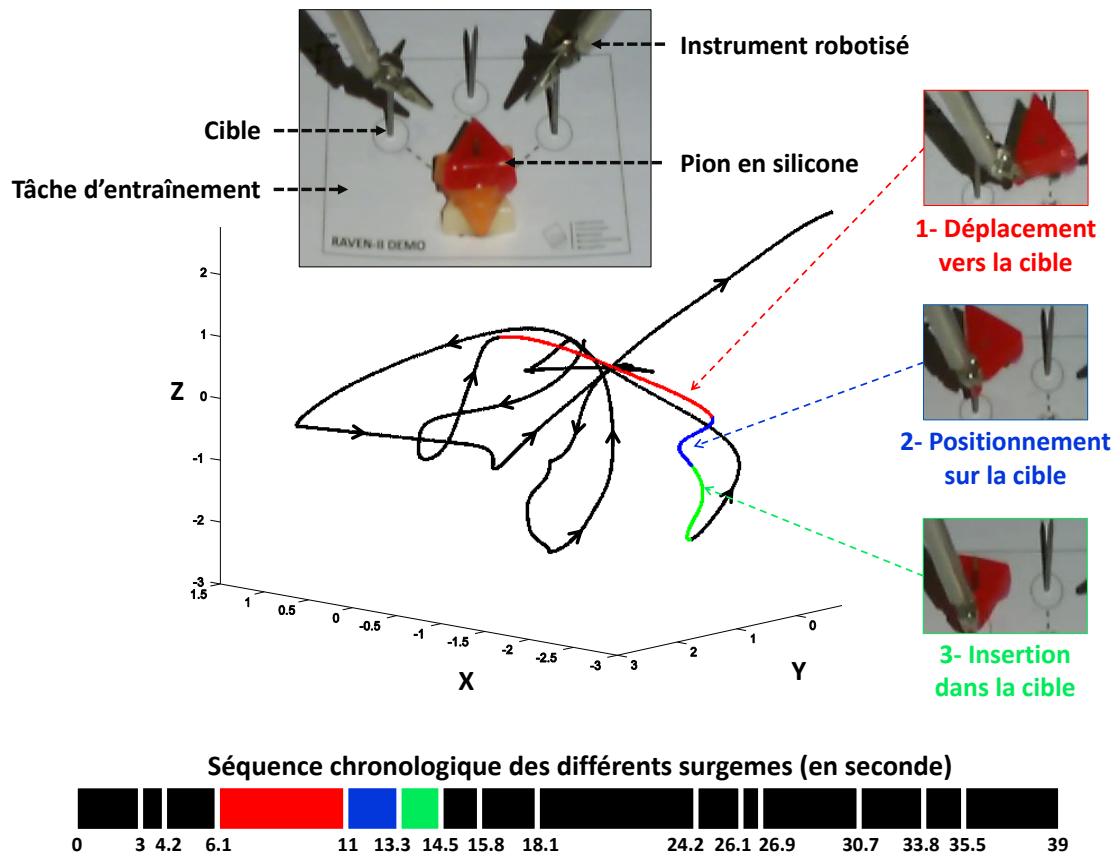 Instrument robotisé
Cible
Pion en silicone
Tâche d'entraînement
RAVEN-II DEMO
1- Déplacement
vers la cible
2- Positionnement
sur la cible
3- Insertion
dans la cible
Z
2
1
0
-1
-2
-3
1.5
1
0.5
0
-0.5
-1
-1.5
-2
-2.5
-3
X
3
2
1
0
Y
Séquence chronologique des différents surgemes (en seconde)
0 3 4.2 6.1 11 13.3 14.5 15.8 18.1 24.2 26.1 26.9 30.7 33.8 35.5 39